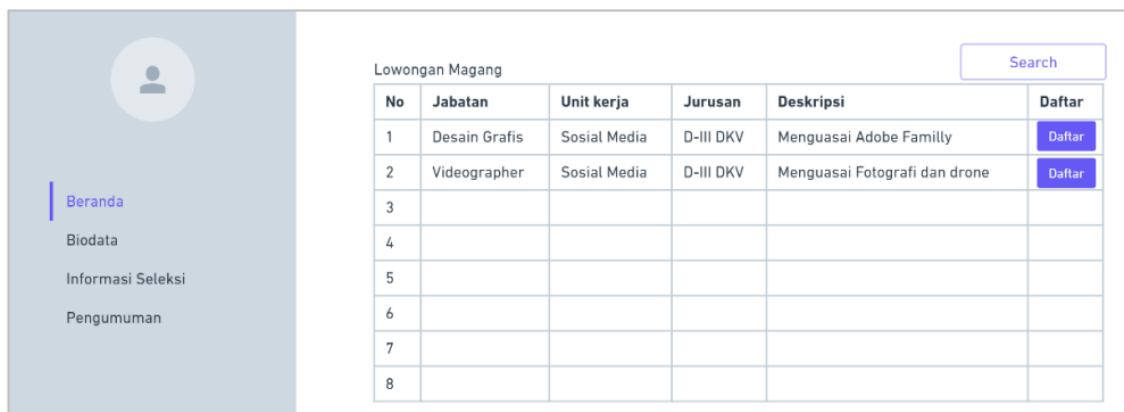 Search
Lowongan Magang
No Jabatan Unit kerja Jurusan Deskripsi Daftar
1 Desain Grafis Sosial Media D-III DKV Menguasai Adobe Familly Daftar
2 Videographer Sosial Media D-III DKV Menguasai Fotografi dan drone Daftar
3
4
5
6
7
8
Beranda
Biodata
Informasi Seleksi
Pengumuman